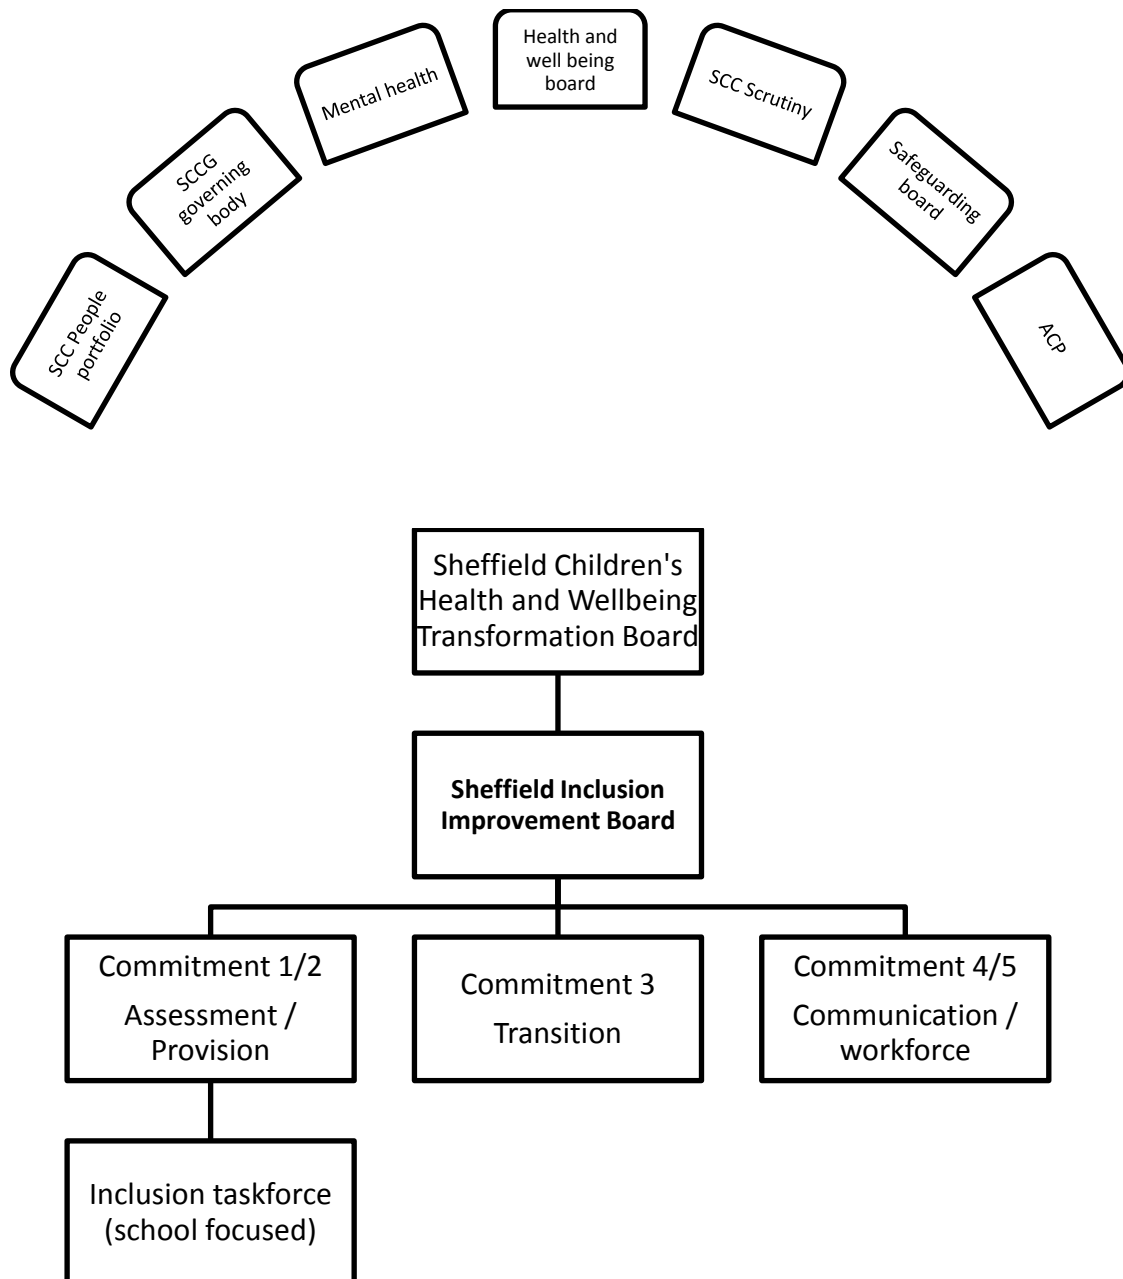 Health and
well being
board
Mental health
SCC Scrutiny
SCCG
governing
body
Safeguarding
board
SCC People
portfolio
ACP
Sheffield Children's
Health and Wellbeing
Transformation Board
Sheffield Inclusion
Improvement Board
Commitment 1/2
Assessment /
Provision
Commitment 3
Transition
Commitment 4/5
Communication /
workforce
Inclusion taskforce
(school focused)